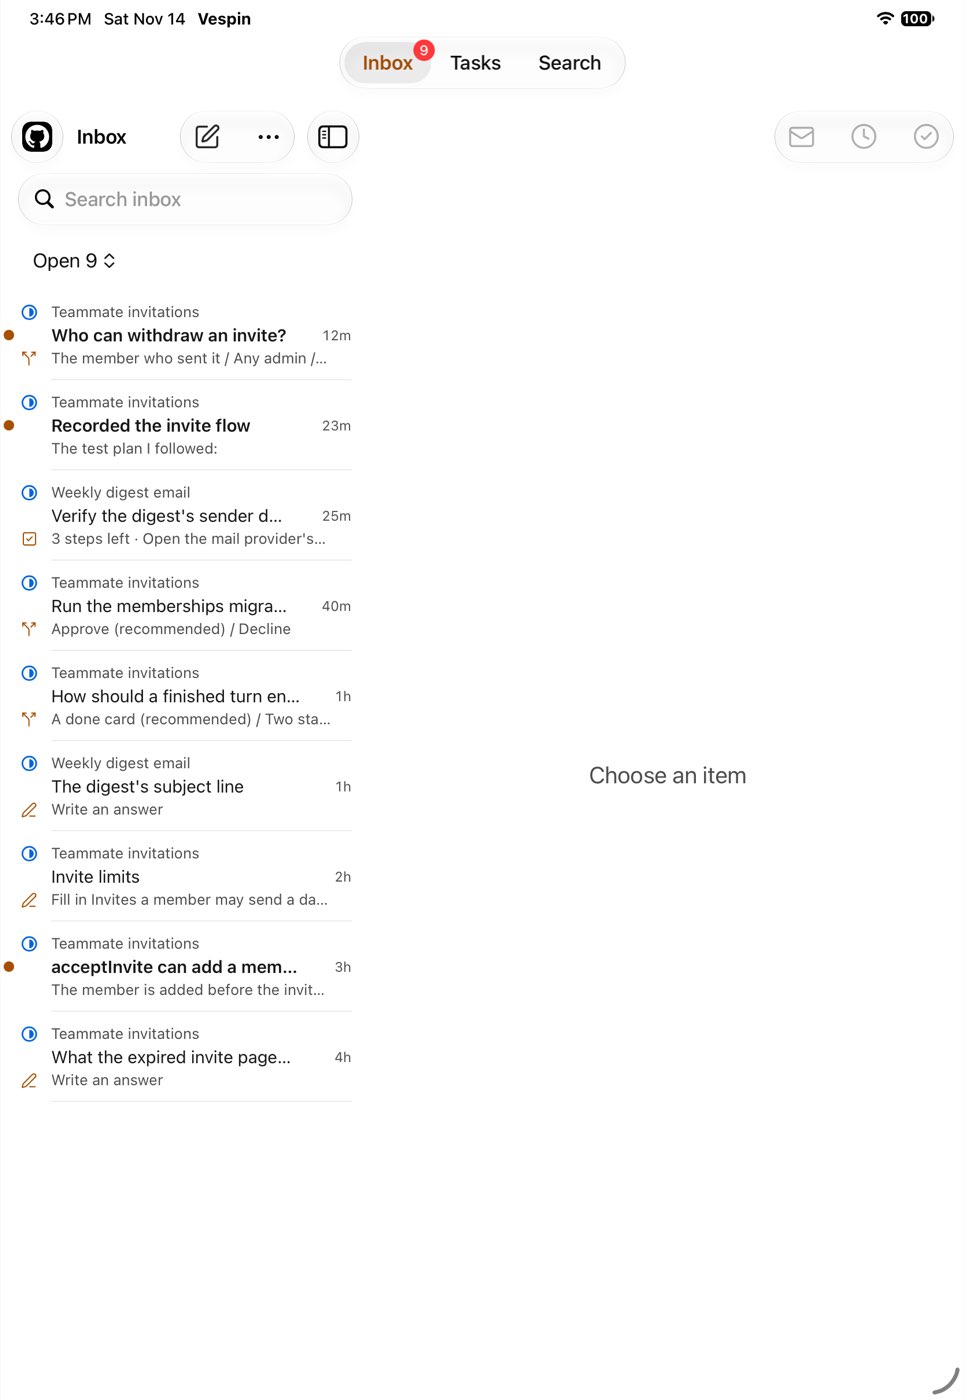 3:46 PM Sat Nov 14 Vespin
100
Inbox 9 Tasks Search
Inbox
Search inbox
Open 9
Teammate invitations
Who can withdraw an invite? 12m
The member who sent it / Any admin /...
Teammate invitations
Recorded the invite flow 23m
The test plan I followed:
Weekly digest email
Verify the digest's sender d... 25m
3 steps left · Open the mail provider's...
Teammate invitations
Run the memberships migra... 40m
Approve (recommended) / Decline
Teammate invitations
How should a finished turn en... 1h
A done card (recommended) / Two sta...
Weekly digest email
The digest's subject line 1h
Write an answer
Teammate invitations
Invite limits 2h
Fill in Invites a member may send a da...
Teammate invitations
acceptInvite can add a mem... 3h
The member is added before the invit...
Teammate invitations
What the expired invite page... 4h
Write an answer
Choose an item